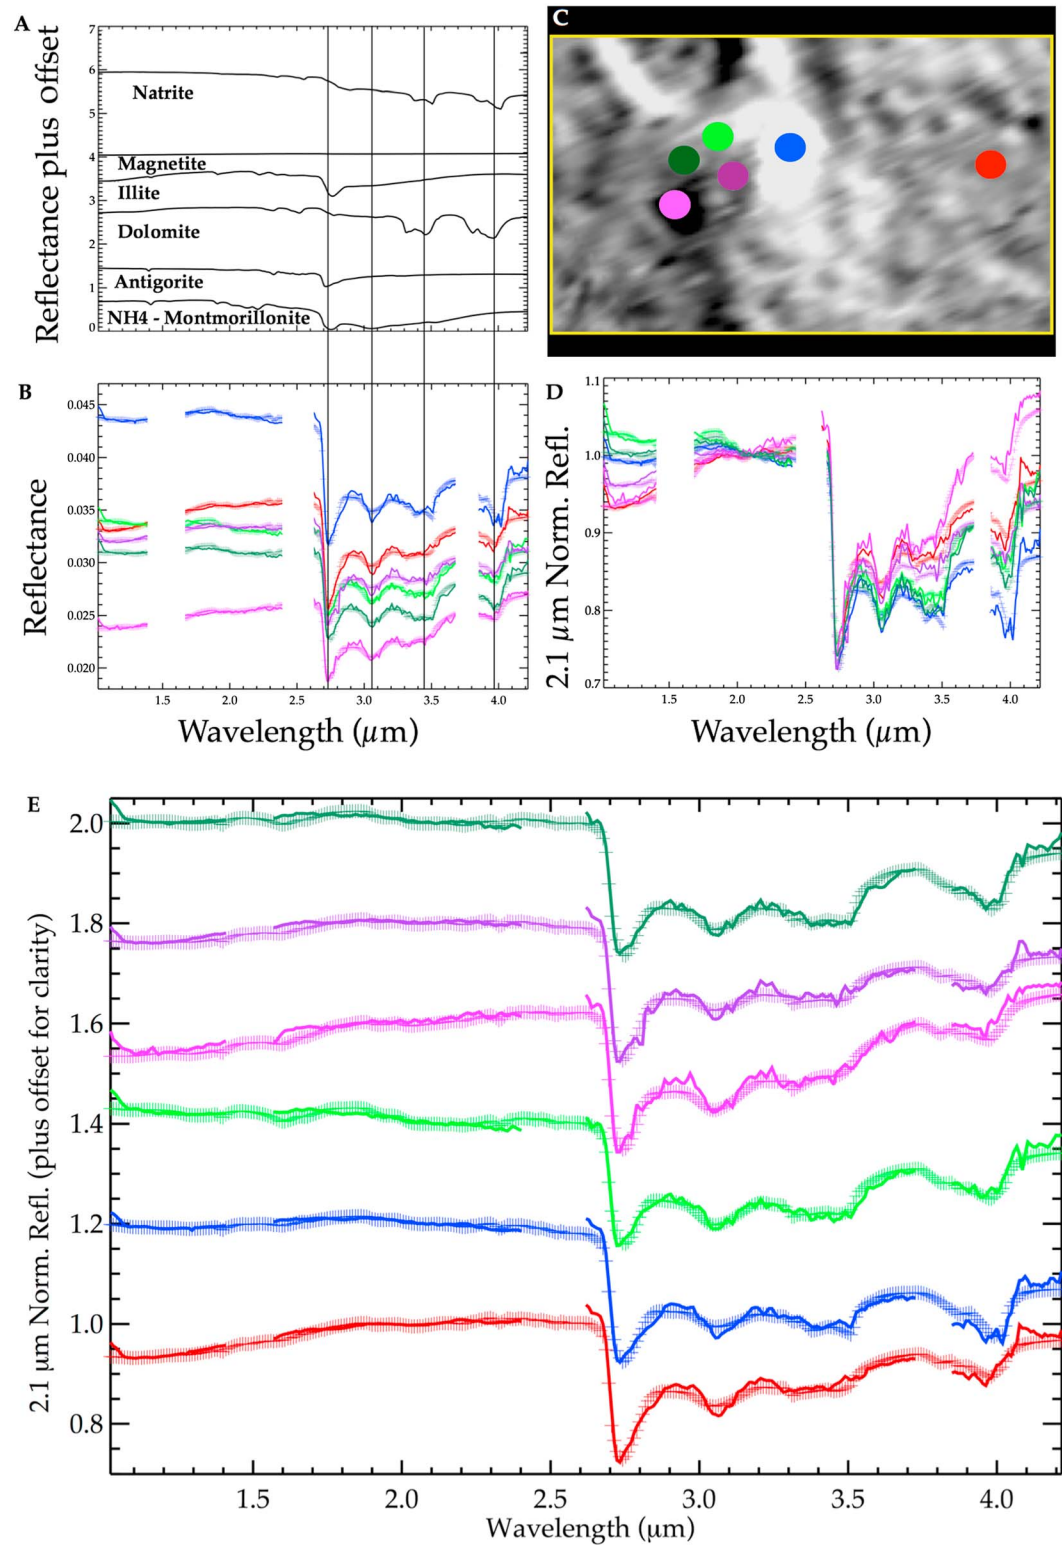 A
Reflectance plus offset
7
6
5
4
3
2
1
0
Natrite
Magnetite
Illite
Dolomite
Antigorite
NH4 - Montmorillonite
C
B
Reflectance
0.045
0.040
0.035
0.030
0.025
0.020
1.5 2.0 2.5 3.0 3.5 4.0
Wavelength (μm)
D
2.1 μm Norm. Refl.
1.1
1.0
0.9
0.8
0.7
1.5 2.0 2.5 3.0 3.5 4.0
Wavelength (μm)
E
2.1 μm Norm. Refl. (plus offset for clarity)
2.0
1.8
1.6
1.4
1.2
1.0
0.8
1.5 2.0 2.5 3.0 3.5 4.0
Wavelength (μm)